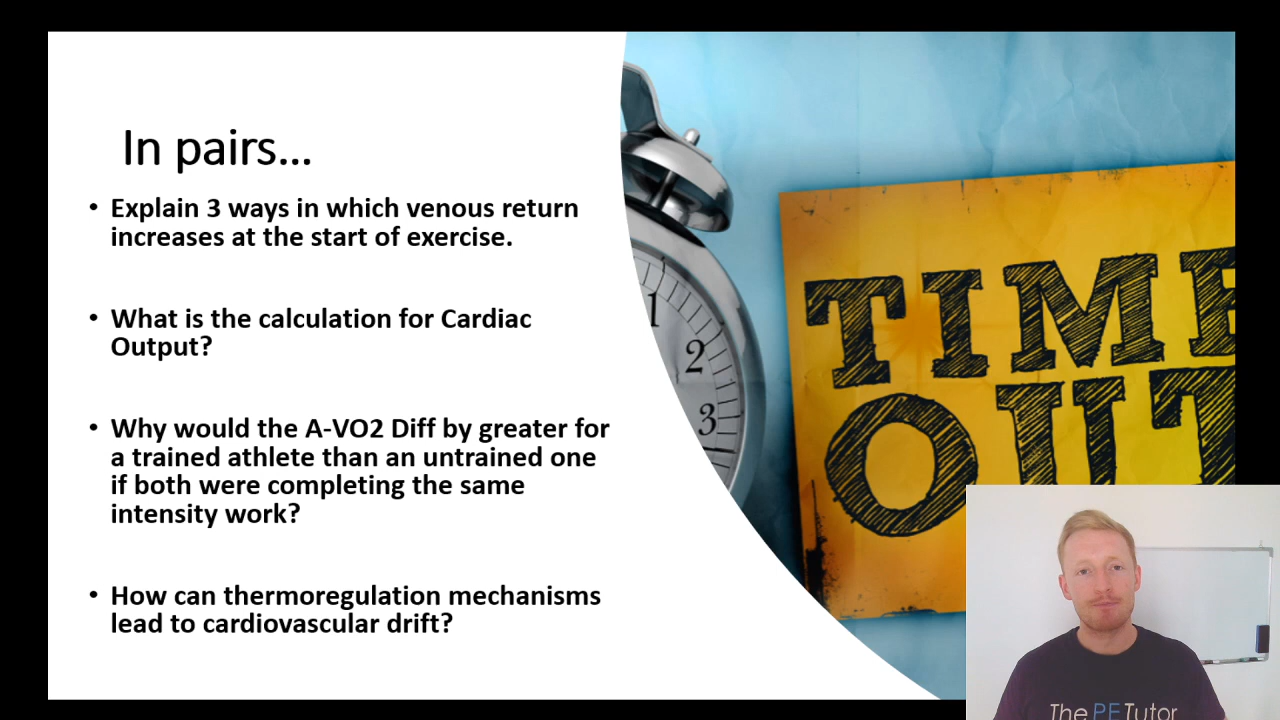 In pairs...
• Explain 3 ways in which venous return
increases at the start of exercise.
• What is the calculation for Cardiac
Output?
• Why would the A-VO2 Diff by greater for
a trained athlete than an untrained one
if both were completing the same
intensity work?
• How can thermoregulation mechanisms
lead to cardiovascular drift?
1
2
3
TIME
OUT
The PE Tutor